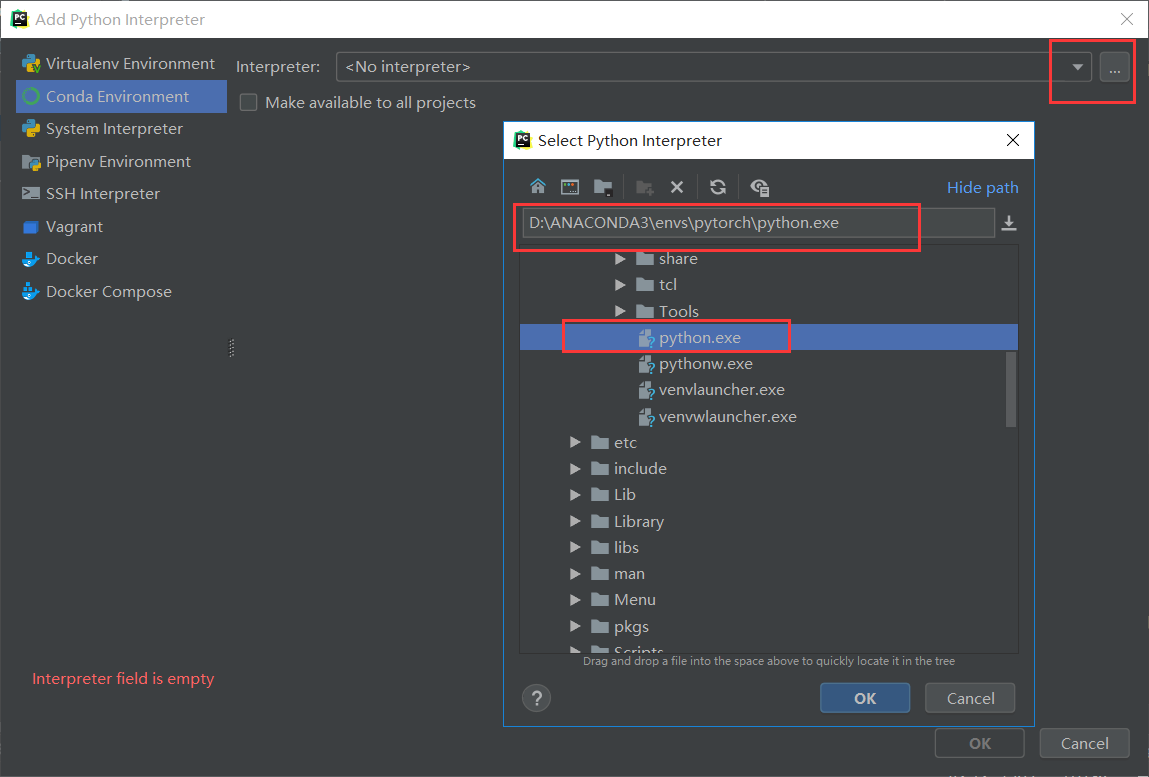 Add Python Interpreter
Virtualenv Environment
Conda Environment
System Interpreter
Pipenv Environment
SSH Interpreter
Vagrant
Docker
Docker Compose
Interpreter: <No interpreter> ...
Make available to all projects
Select Python Interpreter
Hide path
D:\ANACONDA3\envs\pytorch\python.exe
share
tcl
Tools
python.exe
pythonw.exe
venvlauncher.exe
venvwlauncher.exe
etc
include
Lib
Library
libs
man
Menu
pkgs
Scripts
Drag and drop a file into the space above to quickly locate it in the tree
? OK Cancel
Interpreter field is empty
OK Cancel